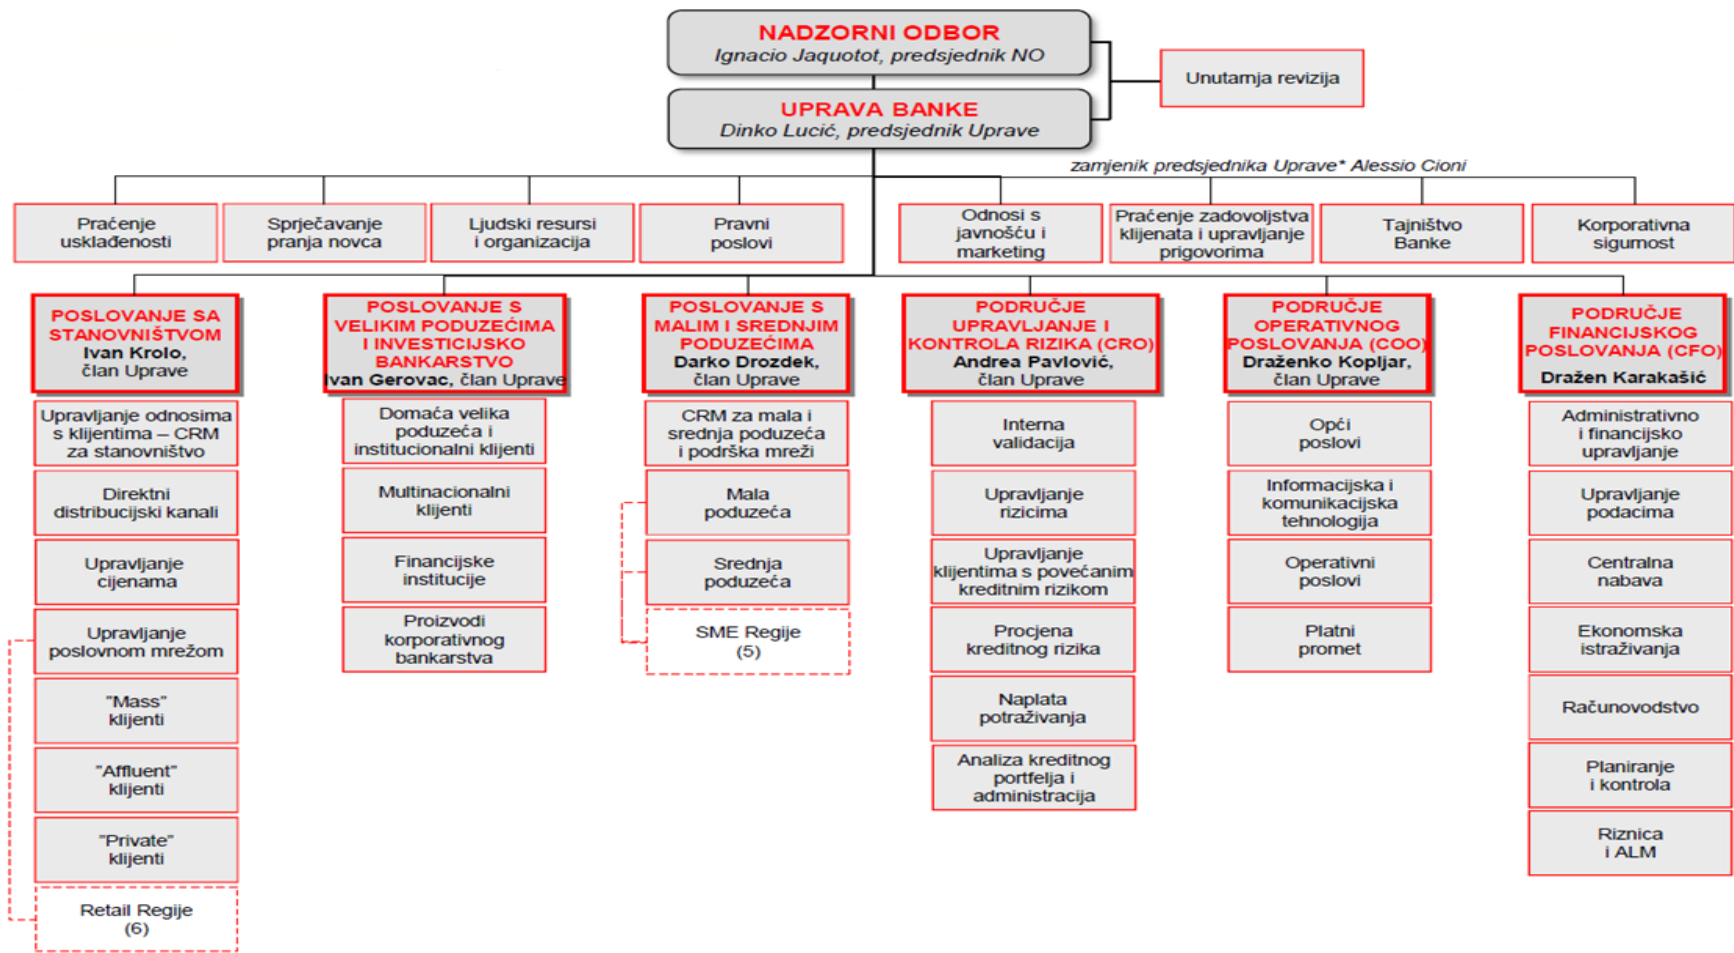 NADZORNI ODBOR
Ignacio Jaquotot, predsjednik NO
Unutarnja revizija
UPRAVA BANKE
Dinko Lucić, predsjednik Uprave
zamjenik predsjednika Uprave* Alessio Cioni
Praćenje
usklađenosti
Sprječavanje
pranja novca
Ljudski resursi
i organizacija
Pravni
poslovi
Odnosi s
javnošću i
marketing
Praćenje zadovoljstva
klijenata i upravljanje
prigovorima
Tajništvo
Banke
Korporativna
sigurnost
POSLOVANJE SA
STANOVNIŠTVOM
Ivan Krolo,
član Uprave
Upravljanje odnosima
s klijentima – CRM
za stanovništvo
Direktni
distribucijski kanali
Upravljanje
cijenama
Upravljanje
poslovnom mrežom
"Mass"
klijenti
"Affluent"
klijenti
"Private"
klijenti
Retail Regije
(6)
POSLOVANJE S
VELIKIM PODUZEĆIMA
I INVESTICIJSKO
BANKARSTVO
Ivan Gerovac, član Uprave
Domaća velika
poduzeća i
institucionalni klijenti
Multinacionalni
klijenti
Financijske
institucije
Proizvodi
korporativnog
bankarstva
POSLOVANJE S
MALIM I SREDNJIM
PODUZEĆIMA
Darko Drozdek,
član Uprave
CRM za mala i
srednja poduzeća
i podrška mreži
Mala
poduzeća
Srednja
poduzeća
SME Regije
(5)
PODRUČJE
UPRAVLJANJE I
KONTROLA RIZIKA (CRO)
Andrea Pavlović,
član Uprave
Interna
validacija
Upravljanje
rizicima
Upravljanje
klijentima s povećanim
kreditnim rizikom
Procjena
kreditnog rizika
Naplata
potraživanja
Analiza kreditnog
portfelja i
administracija
PODRUČJE
OPERATIVNOG
POSLOVANJA (COO)
Draženko Kopljar,
član Uprave
Opći
poslovi
Informacijska i
komunikacijska
tehnologija
Operativni
poslovi
Platni
promet
PODRUČJE
FINANCIJSKOG
POSLOVANJA (CFO)
Dražen Karakašić
Administrativno
i financijsko
upravljanje
Upravljanje
podacima
Centralna
nabava
Ekonomska
istraživanja
Računovodstvo
Planiranje
i kontrola
Riznica
i ALM